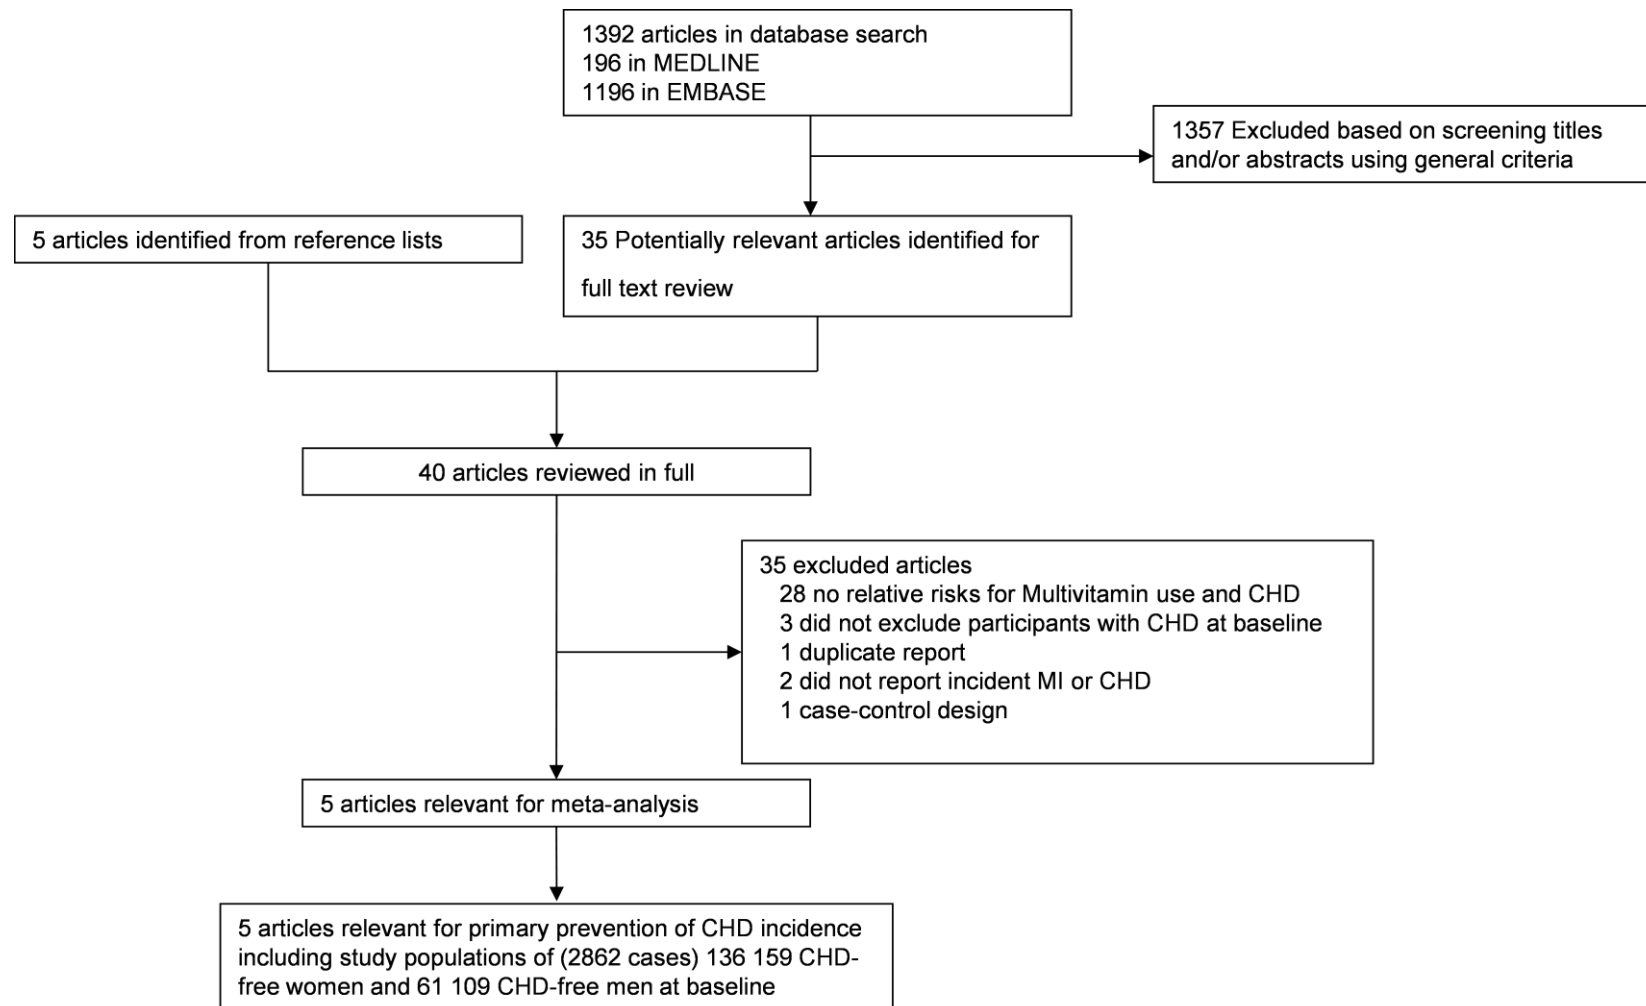 1392 articles in database search
196 in MEDLINE
1196 in EMBASE
1357 Excluded based on screening titles
and/or abstracts using general criteria
5 articles identified from reference lists
35 Potentially relevant articles identified for
full text review
40 articles reviewed in full
35 excluded articles
28 no relative risks for Multivitamin use and CHD
3 did not exclude participants with CHD at baseline
1 duplicate report
2 did not report incident MI or CHD
1 case-control design
5 articles relevant for meta-analysis
5 articles relevant for primary prevention of CHD incidence
including study populations of (2862 cases) 136 159 CHD-
free women and 61 109 CHD-free men at baseline